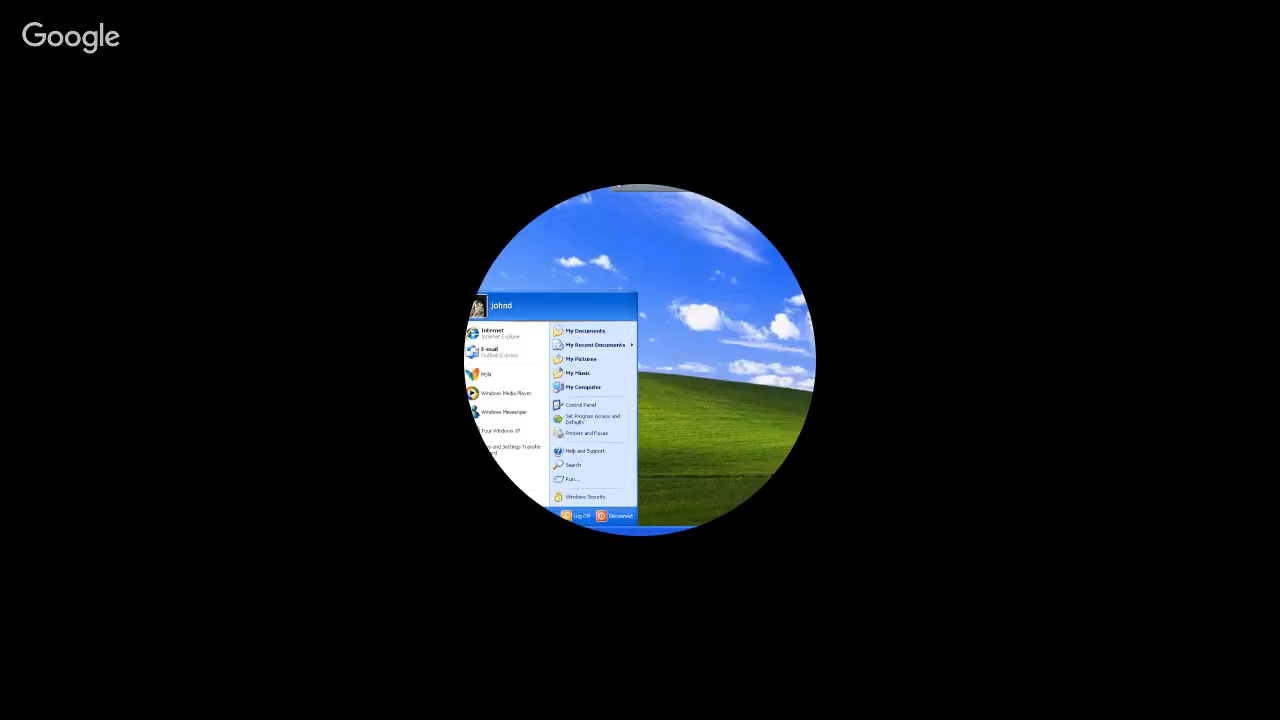 Google
johnd
Internet
Internet Explorer
E-mail
Outlook Express
MSN
Windows Media Player
Windows Messenger
Tour Windows XP
and Settings Transfer
My Documents
My Recent Documents
My Pictures
My Music
My Computer
Control Panel
Set Program Access and
Defaults
Printers and Faxes
Help and Support
Search
Run...
Windows Security
Log Off
Disconnect